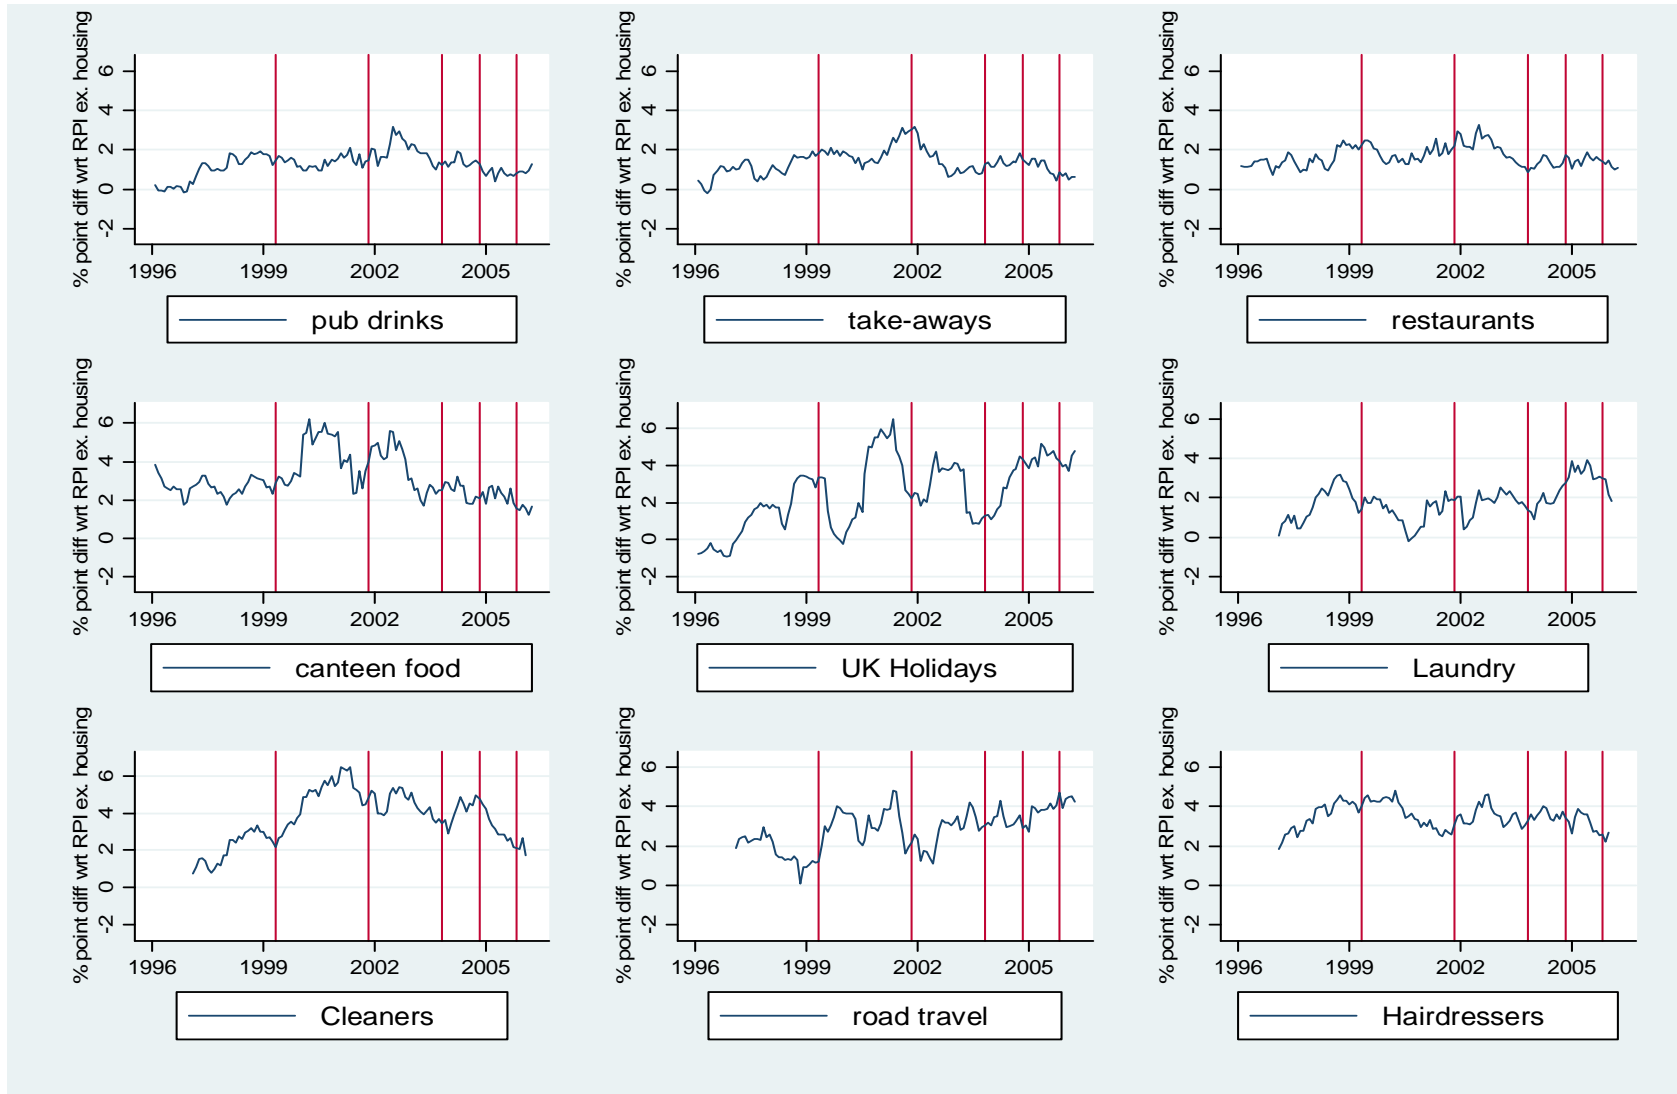 % point diff wrt RPI ex. housing
6
4
2
0
-2
1996 1999 2002 2005
pub drinks
% point diff wrt RPI ex. housing
6
4
2
0
-2
1996 1999 2002 2005
take-aways
% point diff wrt RPI ex. housing
6
4
2
0
-2
1996 1999 2002 2005
restaurants
% point diff wrt RPI ex. housing
6
4
2
0
-2
1996 1999 2002 2005
canteen food
% point diff wrt RPI ex. housing
6
4
2
0
-2
1996 1999 2002 2005
UK Holidays
% point diff wrt RPI ex. housing
6
4
2
0
-2
1996 1999 2002 2005
Laundry
% point diff wrt RPI ex. housing
6
4
2
0
-2
1996 1999 2002 2005
Cleaners
% point diff wrt RPI ex. housing
6
4
2
0
-2
1996 1999 2002 2005
road travel
% point diff wrt RPI ex. housing
6
4
2
0
-2
1996 1999 2002 2005
Hairdressers